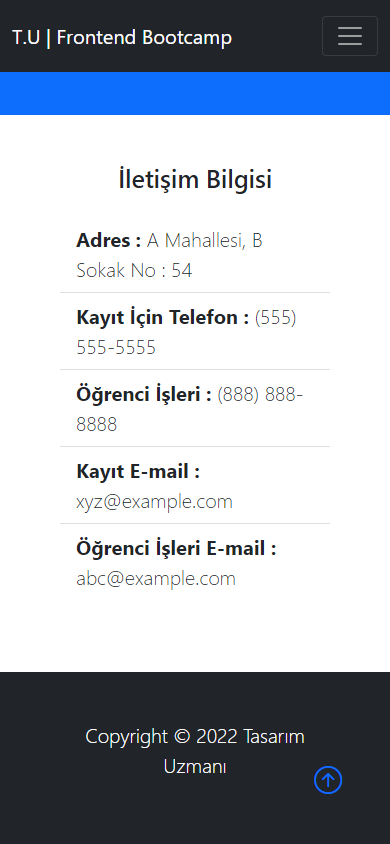 T.U | Frontend Bootcamp
İletişim Bilgisi
Adres : A Mahallesi, B
Sokak No : 54
Kayıt İçin Telefon : (555)
555-5555
Öğrenci İşleri : (888) 888-
8888
Kayıt E-mail :
xyz@example.com
Öğrenci İşleri E-mail :
abc@example.com
Copyright © 2022 Tasarım
Uzmanı